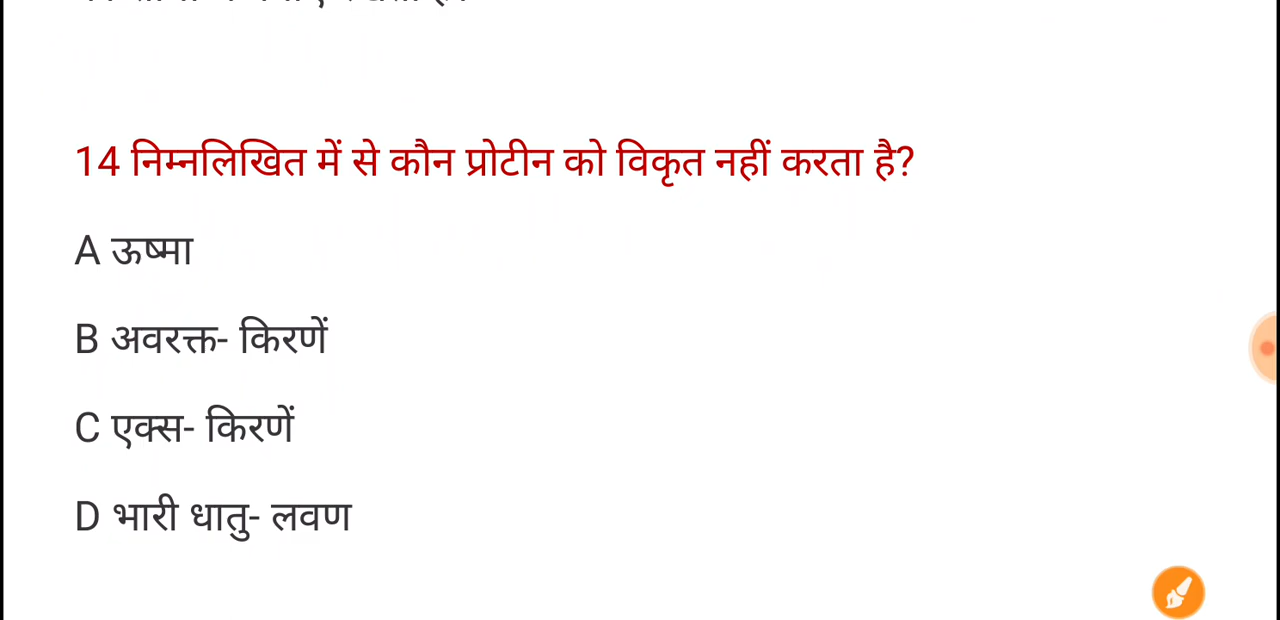 14 निम्नलिखित में से कौन प्रोटीन को विकृत नहीं करता है?
A ऊष्मा
B अवरक्त- किरणें
C एक्स- किरणें
D भारी धातु- लवण